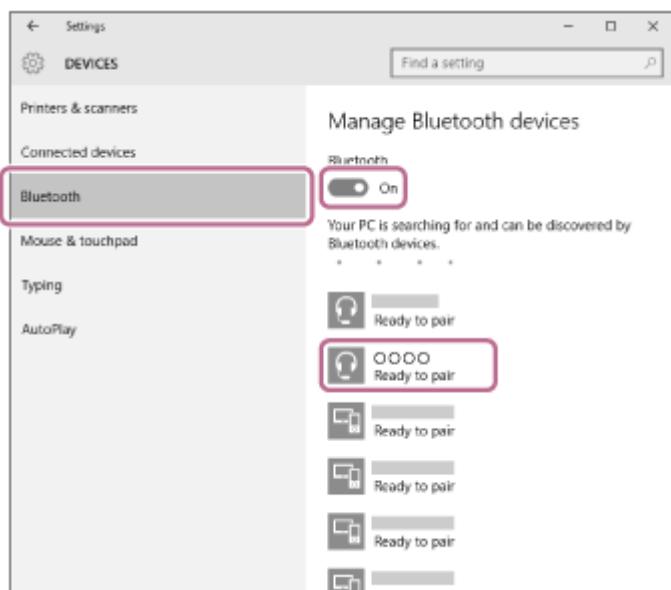 Settings
DEVICES
Find a setting
Printers & scanners
Connected devices
Bluetooth
Mouse & touchpad
Typing
AutoPlay
Manage Bluetooth devices
Bluetooth
On
Your PC is searching for and can be discovered by
Bluetooth devices.
Ready to pair
OOOO
Ready to pair
Ready to pair
Ready to pair
Ready to pair